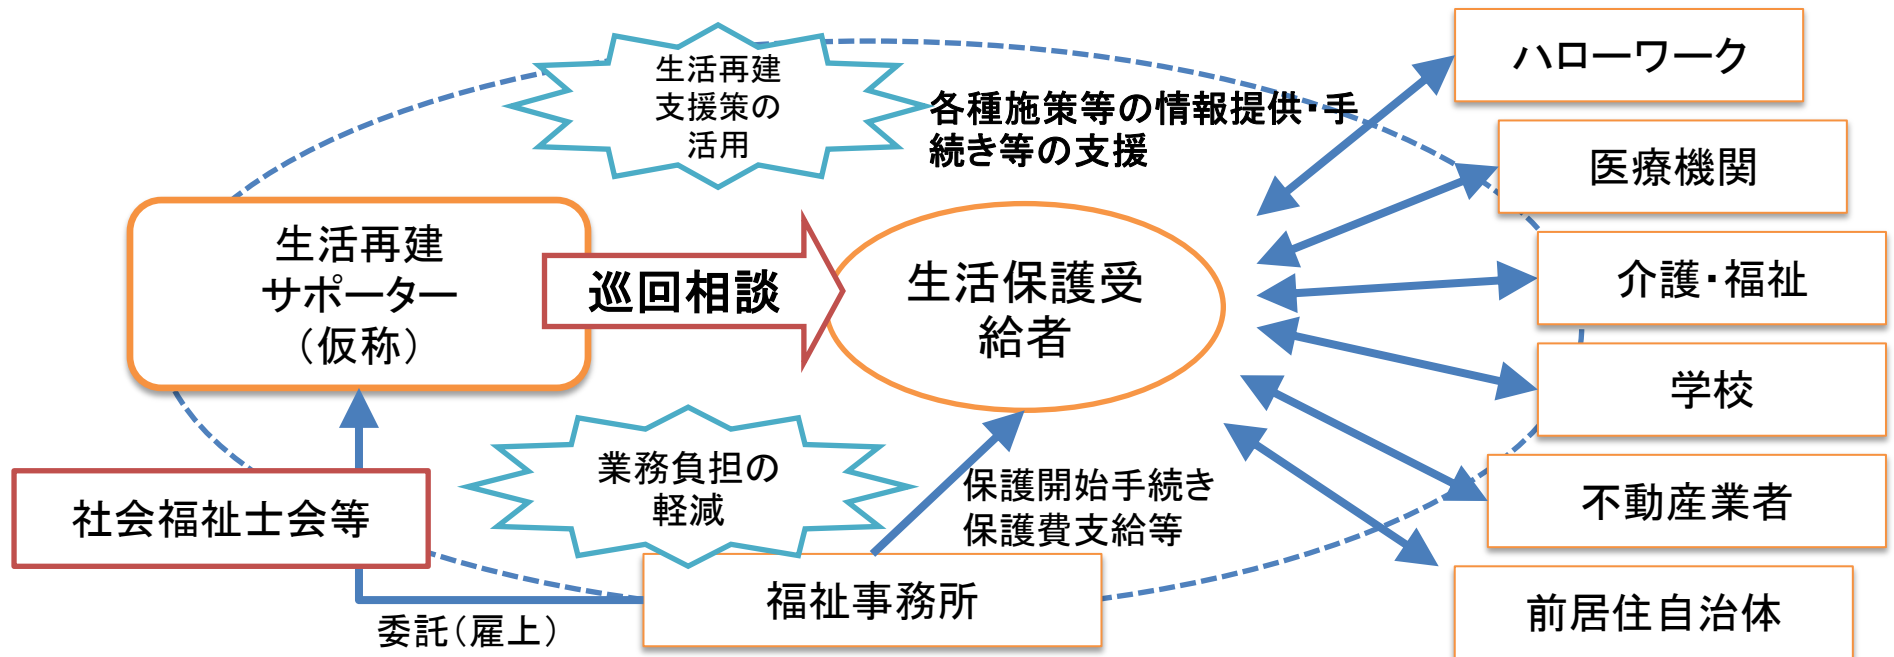 生活再建
支援策の
活用
各種施策等の情報提供・手
続き等の支援
ハローワーク
医療機関
介護・福祉
学校
不動産業者
前居住自治体
生活再建
サポーター
（仮称）
巡回相談
生活保護受
給者
業務負担の
軽減
保護開始手続き
保護費支給等
社会福祉士会等
福祉事務所
委託（雇上）